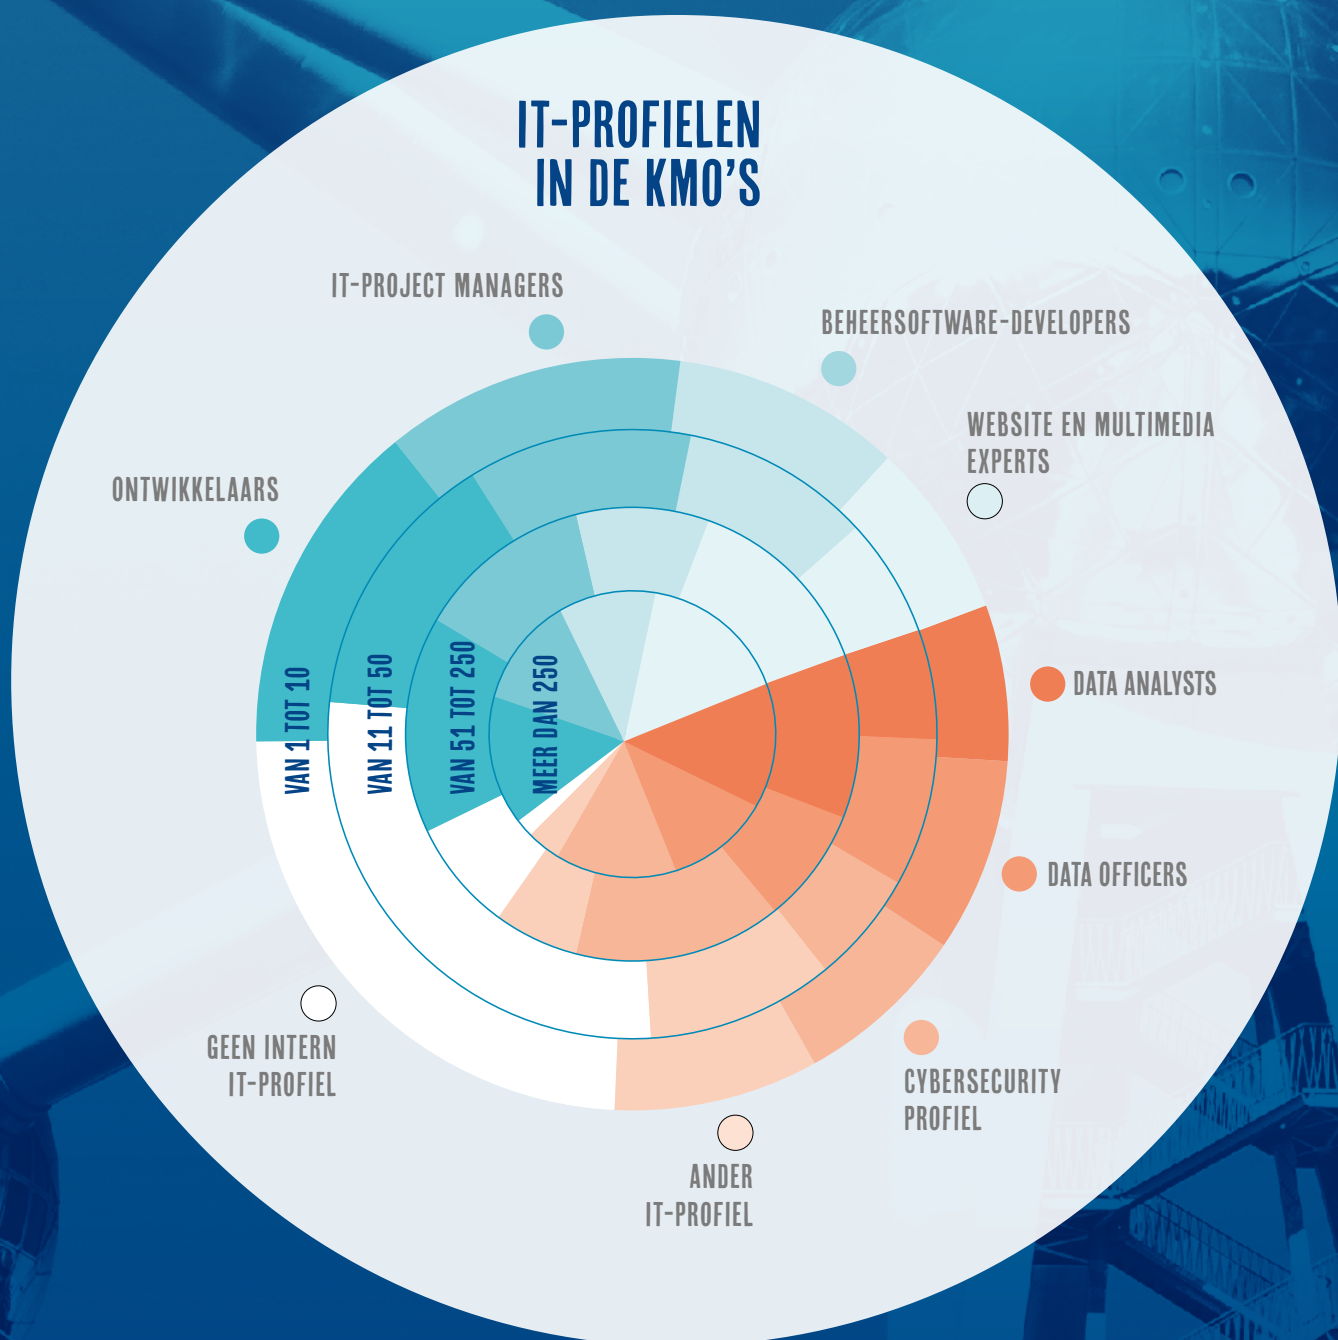 IT-PROFIELEN
IN DE KMO'S
IT-PROJECT MANAGERS
BEHEERSOFTWARE-DEVELOPERS
WEBSITE EN MULTIMEDIA
EXPERTS
ONTWIKKELAARS
VAN 1 TOT 10
VAN 11 TOT 50
VAN 51 TOT 250
MEER DAN 250
DATA ANALYSTS
DATA OFFICERS
GEEN INTERN
IT-PROFIEL
CYBERSECURITY
PROFIEL
ANDER
IT-PROFIEL